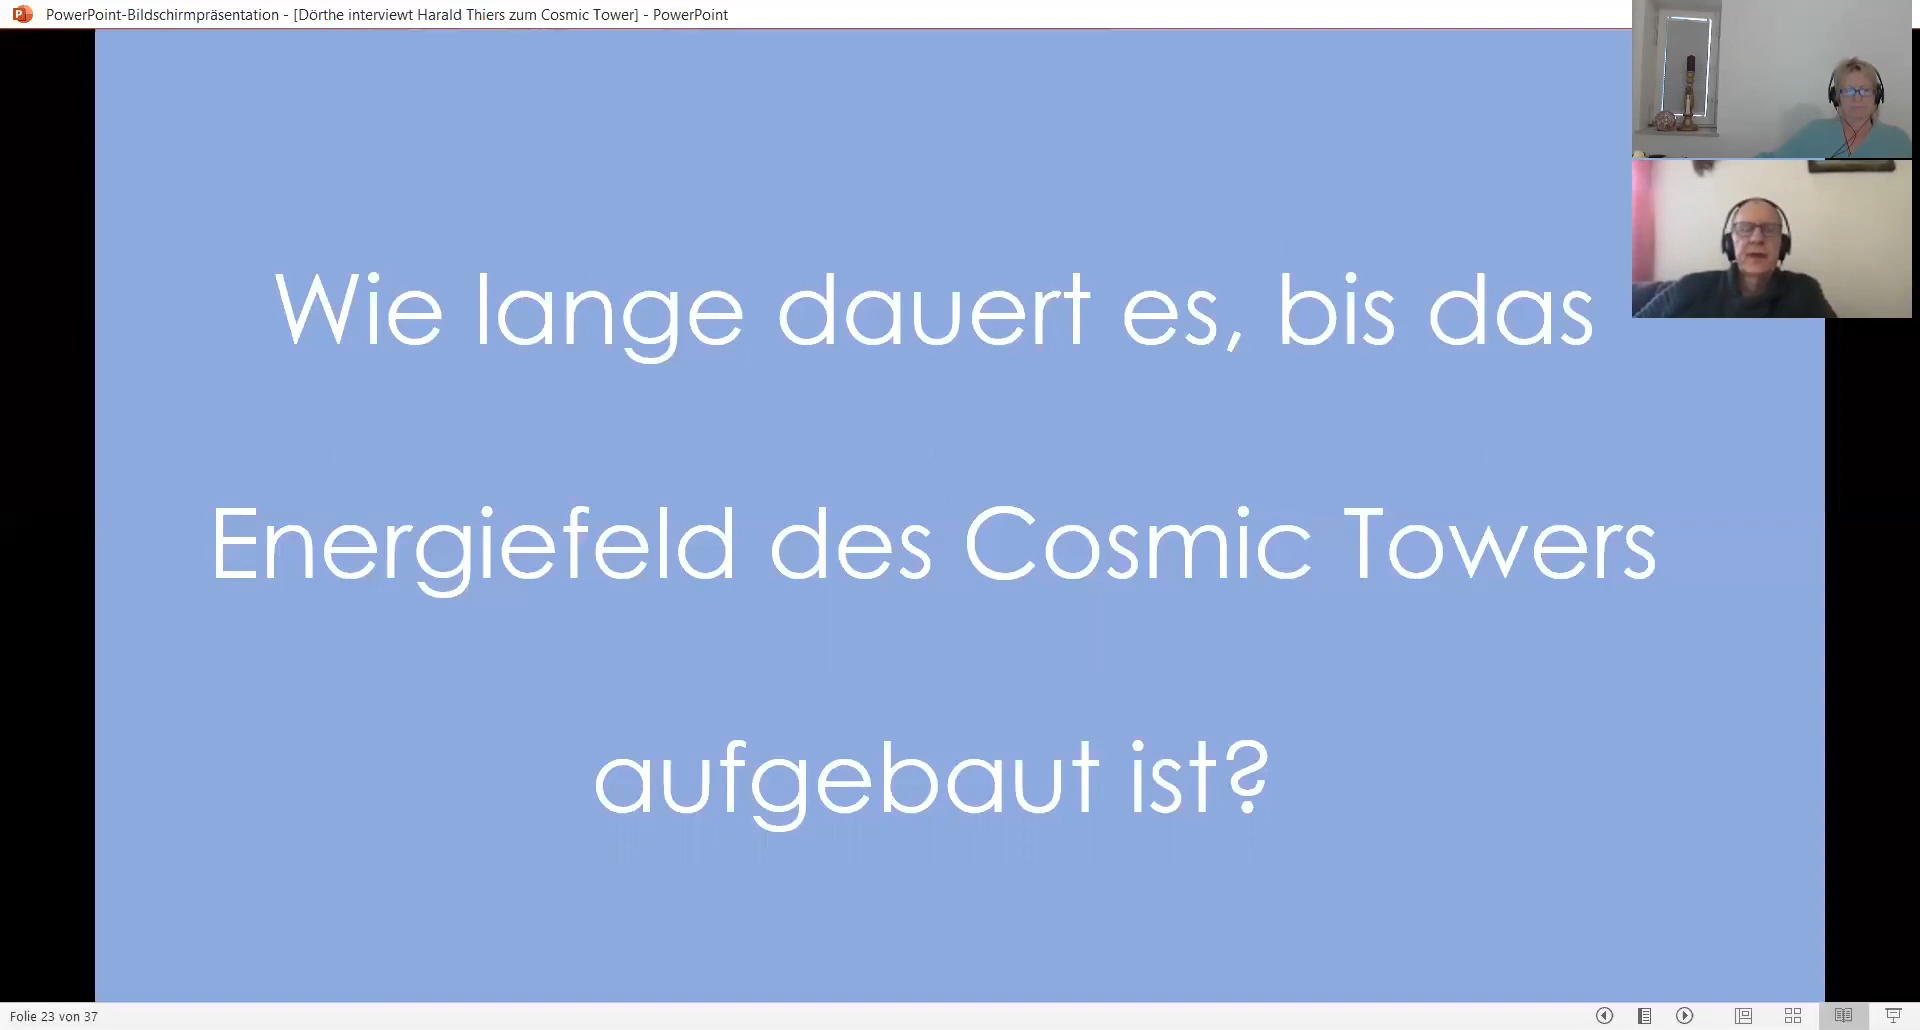 PowerPoint-Bildschirmpräsentation - [Dörthe interviewt Harald Thiers zum Cosmic Tower] - PowerPoint
Wie lange dauert es, bis das
Energiefeld des Cosmic Towers
aufgebaut ist?
Folie 23 von 37